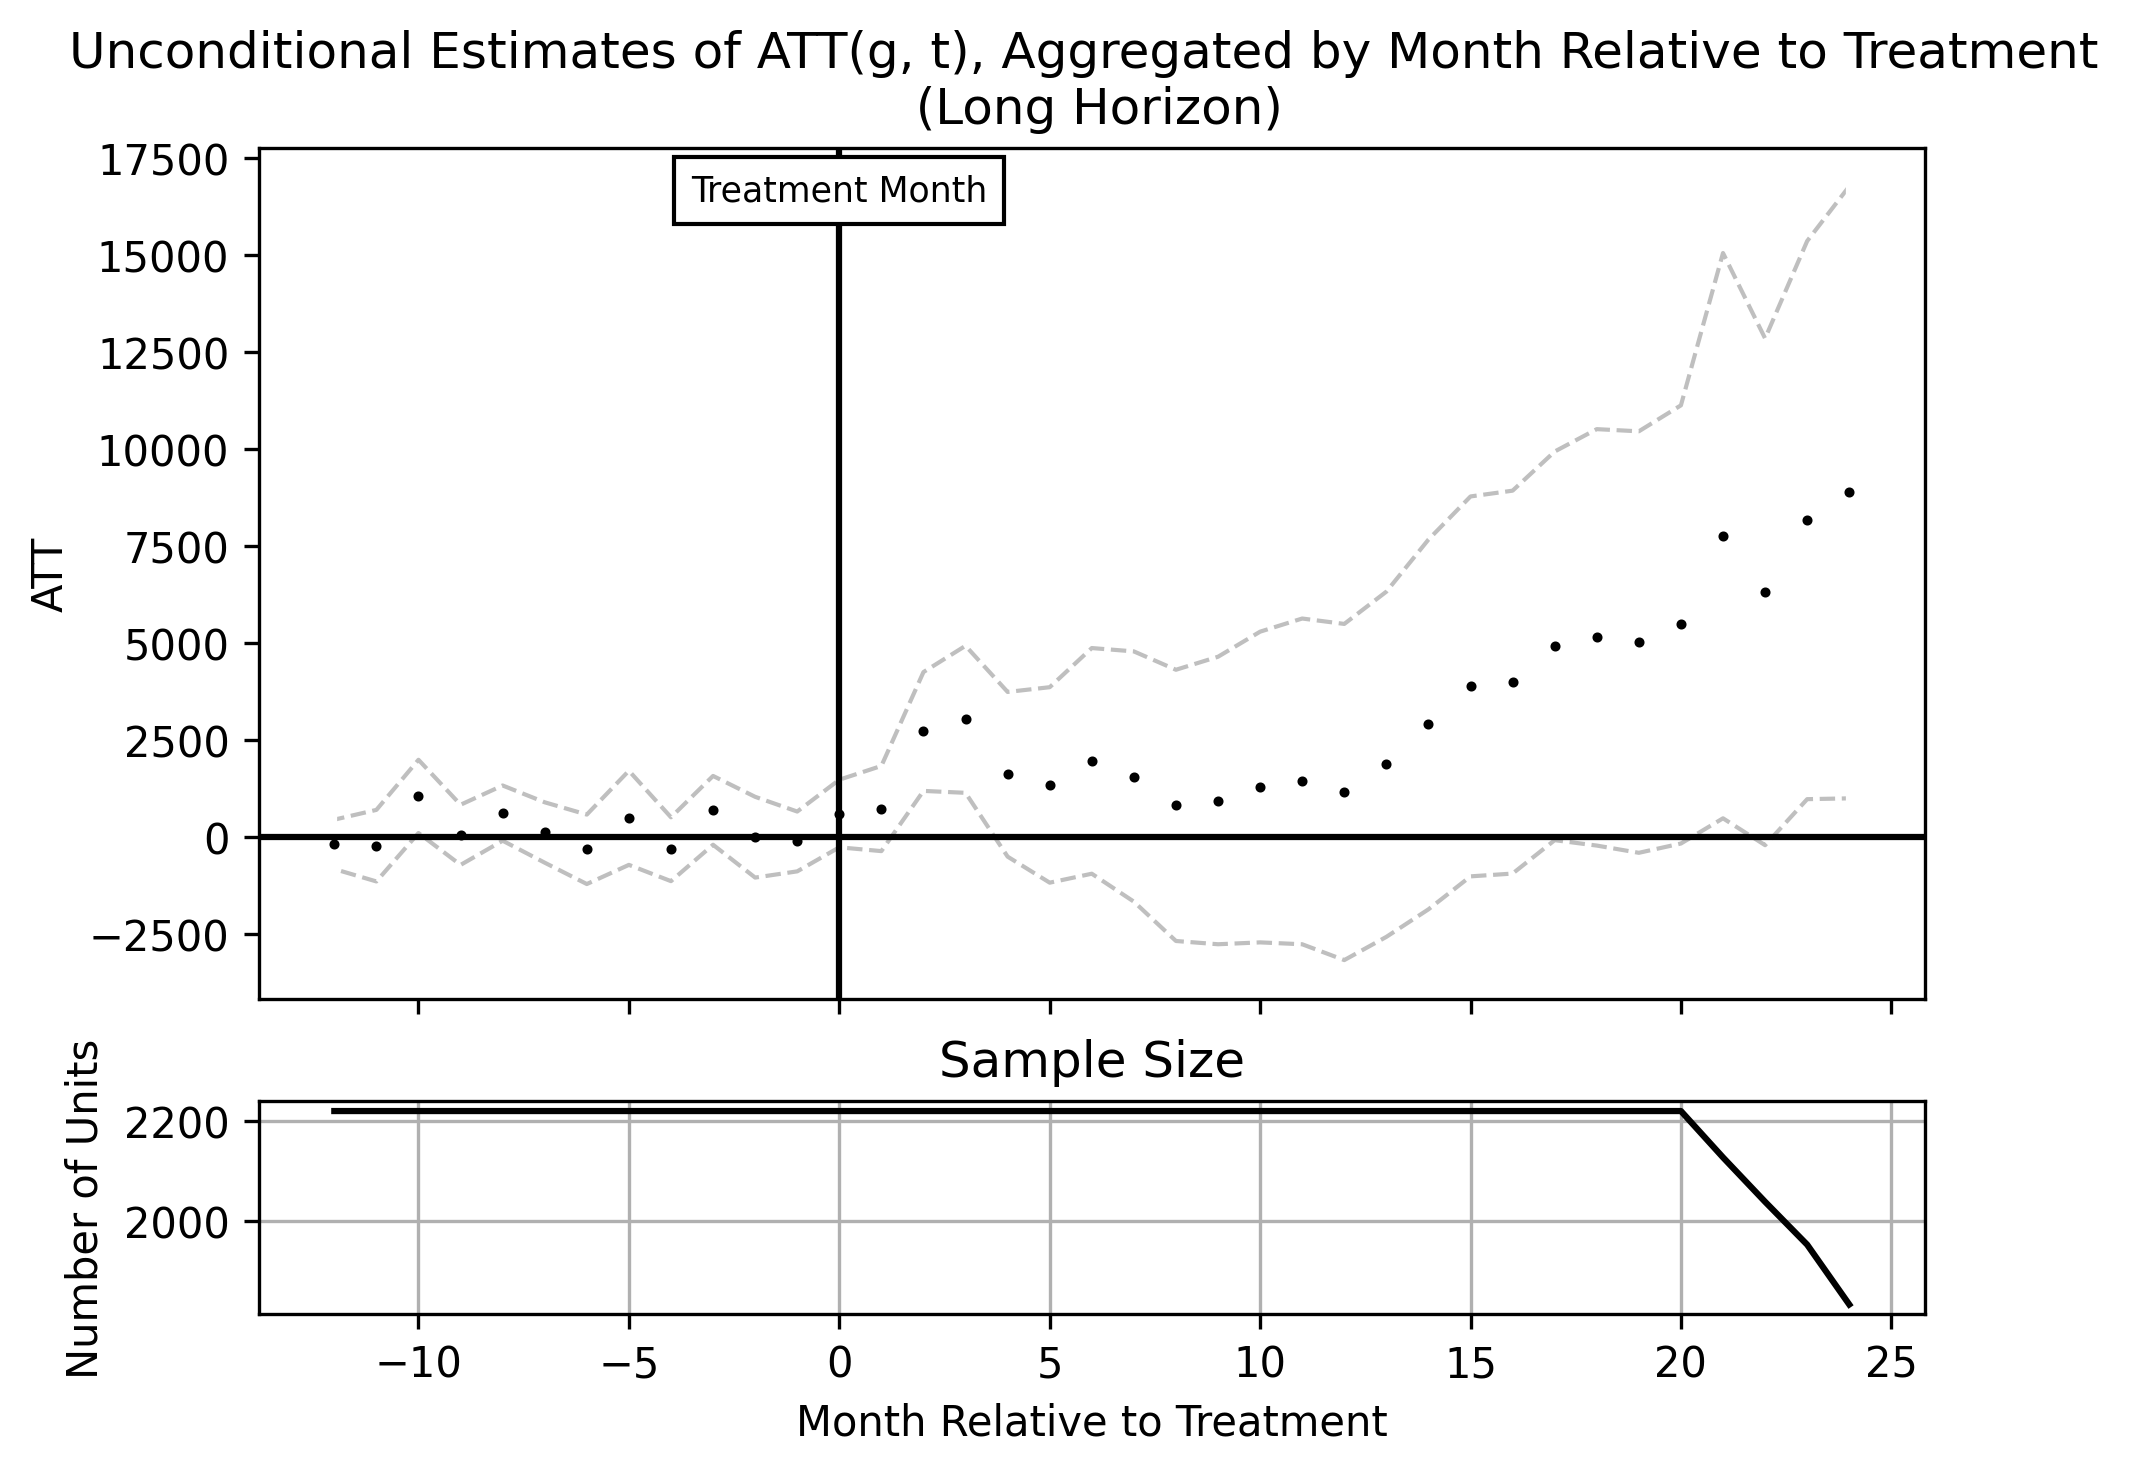 Unconditional Estimates of ATT(g, t), Aggregated by Month Relative to Treatment
(Long Horizon)
17500
Treatment Month
15000
12500
10000
7500
ATT
5000
2500
0
−2500
Sample Size
Number of Units
2200
2000
−10 −5 0 5 10 15 20 25
Month Relative to Treatment